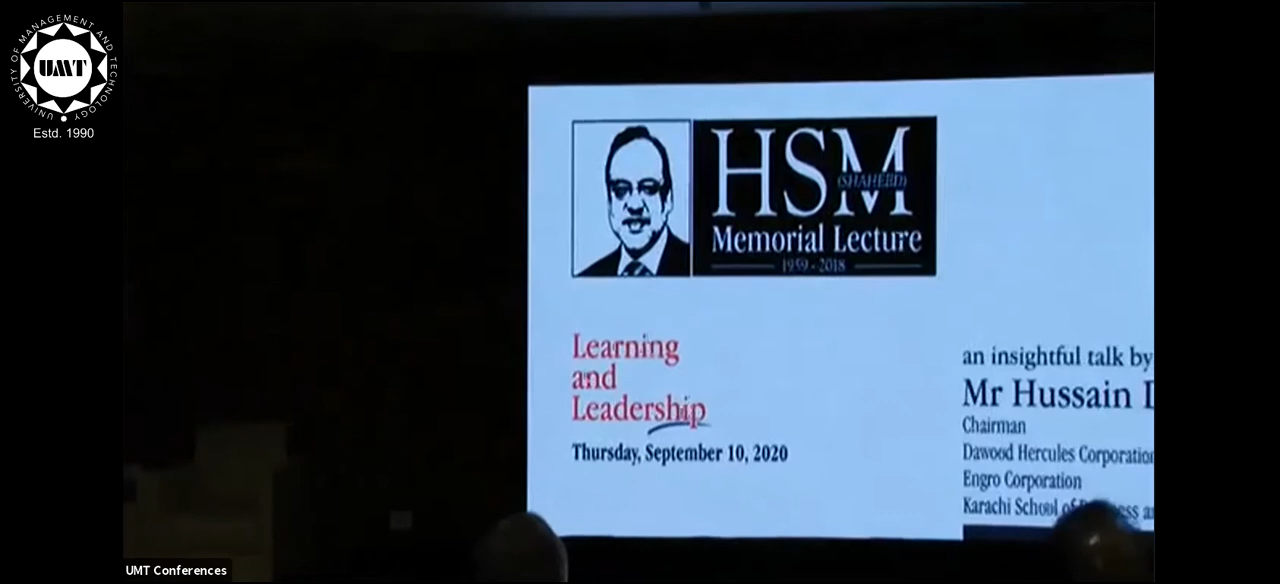 UNIVERSITY OF MANAGEMENT AND TECHNOLOGY
UMT
Estd. 1990
HSM
(SHAHEED)
Memorial Lecture
1959 - 2018
Learning
and
Leadership
Thursday, September 10, 2020
an insightful talk by
Mr Hussain
Chairman
Dawood Hercules Corporation
Engro Corporation
Karachi School of
UMT Conferences